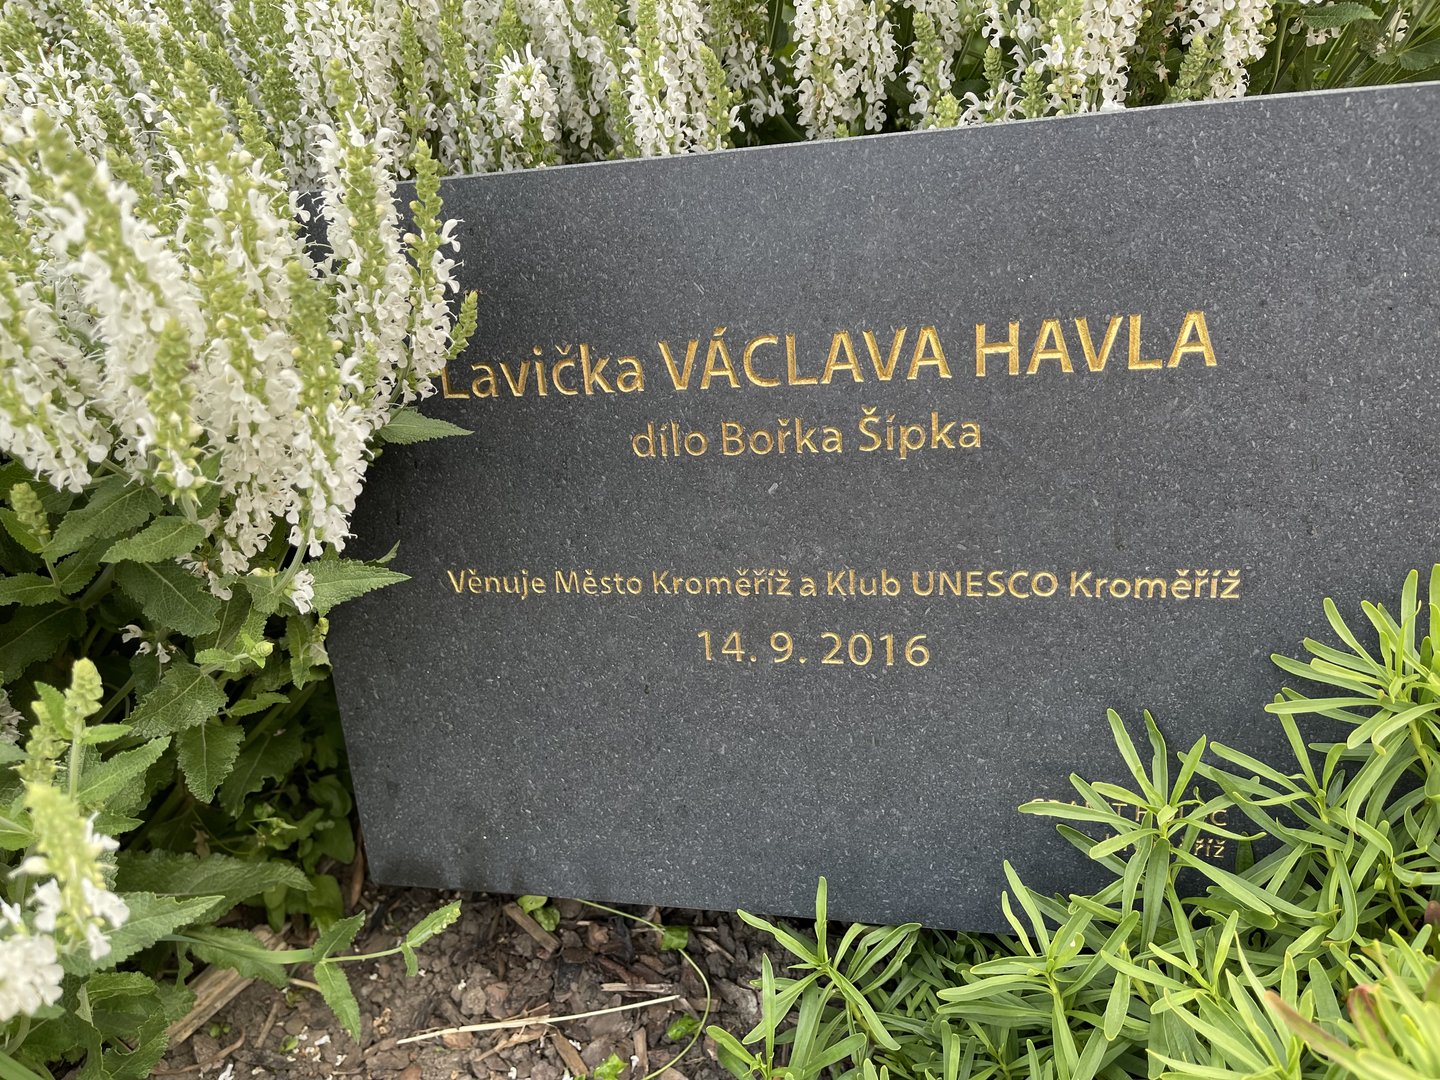 Lavička VÁCLAVA HAVLA
dílo Bořka Šípka
Věnuje Město Kroměříž a Klub UNESCO Kroměříž
14. 9. 2016